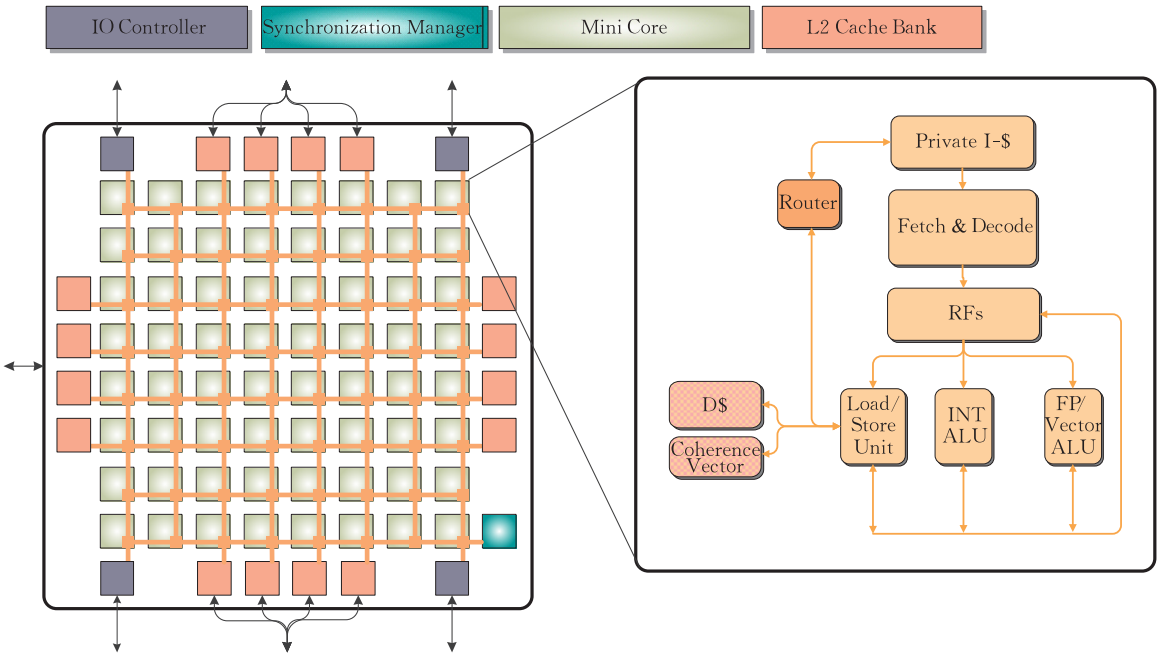 IO Controller
Synchronization Manager
Mini Core
L2 Cache Bank
Private I-$
Router
Fetch & Decode
RFs
D$
Coherence
Vector
Load/
Store
Unit
INT
ALU
FP/
Vector
ALU